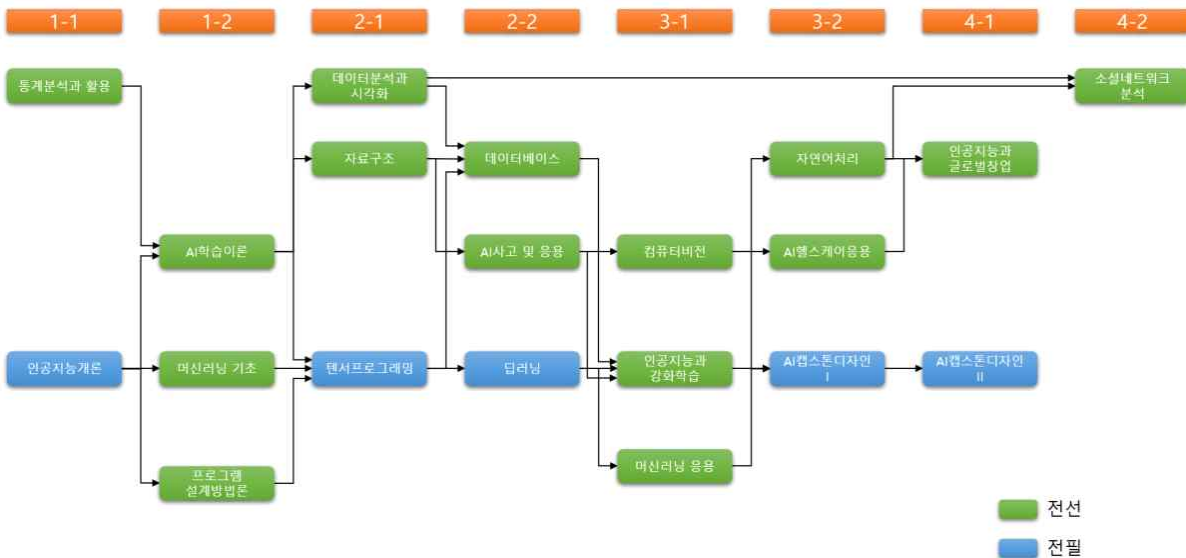 1-1
1-2
2-1
2-2
3-1
3-2
4-1
4-2
통계분석과 활용
데이터분석과
시각화
소셜네트워크
분석
자료구조
데이터베이스
자연어처리
인공지능과
글로벌창업
AI학습이론
AI사고 및 응용
컴퓨터비전
AI헬스케어응용
인공지능개론
머신러닝 기초
텐서프로그래밍
딥러닝
인공지능과
강화학습
AI캡스톤디자인
I
AI캡스톤디자인
II
프로그램
설계방법론
머신러닝 응용
전선
전필